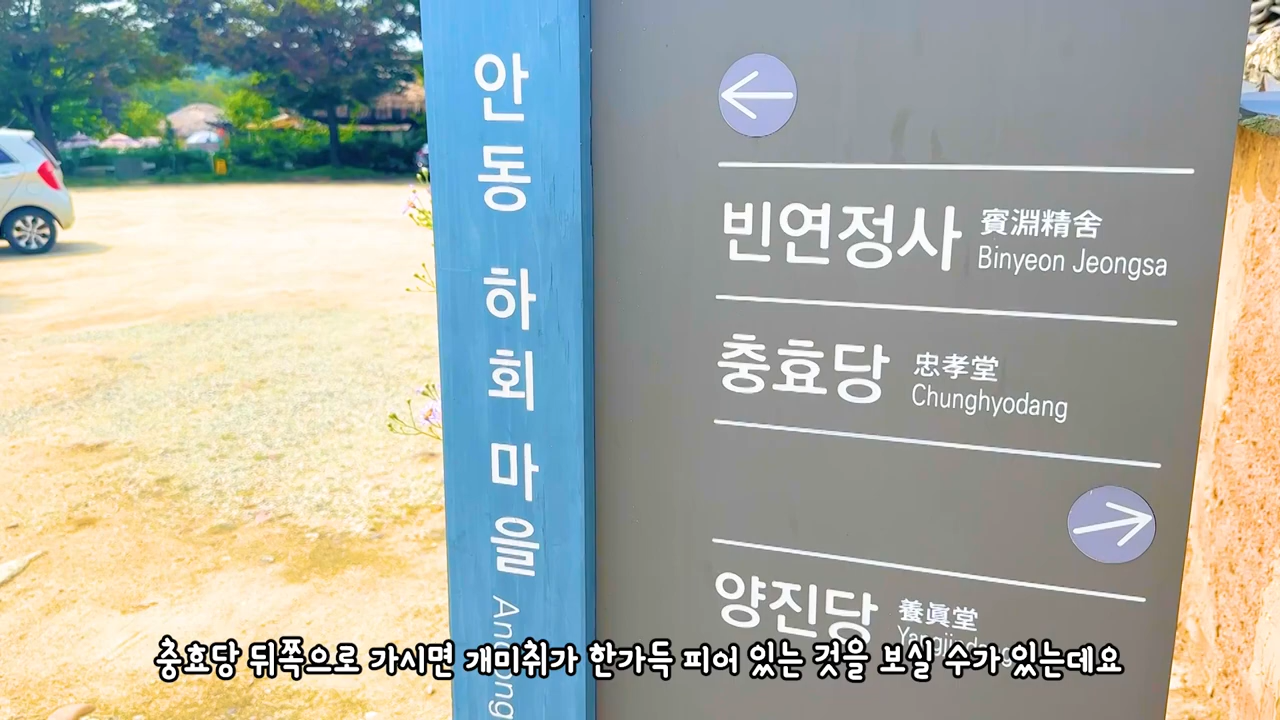 안동 하회마을
빈연정사 賓淵精舍
Binyeon Jeongsa
충효당 忠孝堂
Chunghyodang
양진당 養眞堂
충효당 뒤쪽으로 가시면 개미취가 한가득 피어 있는 것을 보실 수가 있는데요